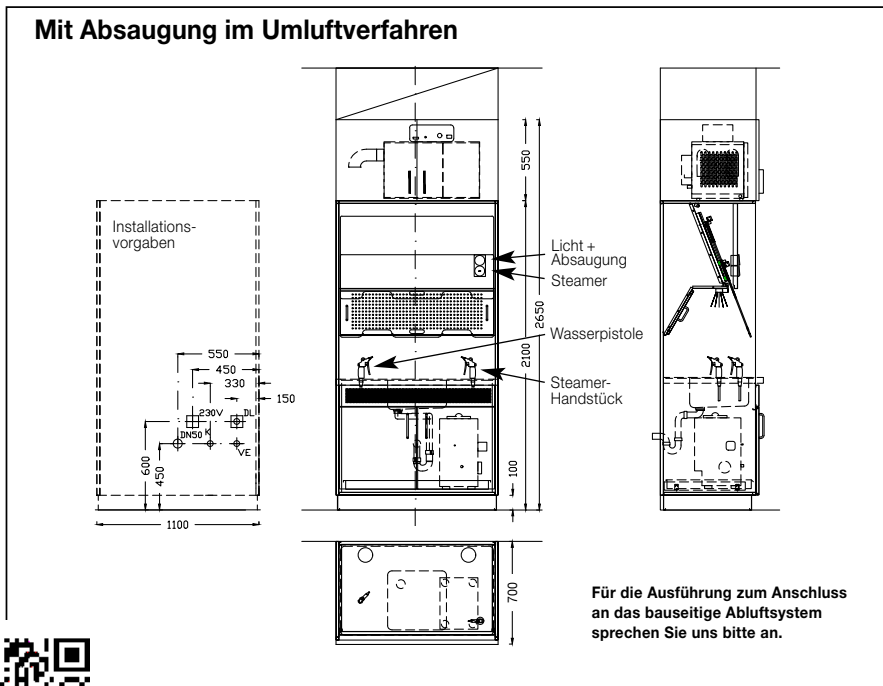 Mit Absaugung im Umluftverfahren
Installations-
vorgaben
550
450
330
150
230V
DL
DN50
K
VE
600
450
1100
Licht +
Absaugung
Steamer
Wasserpistole
Steamer-
Handstück
550
2650
2100
100
700
Für die Ausführung zum Anschluss
an das bauseitige Abluftsystem
sprechen Sie uns bitte an.